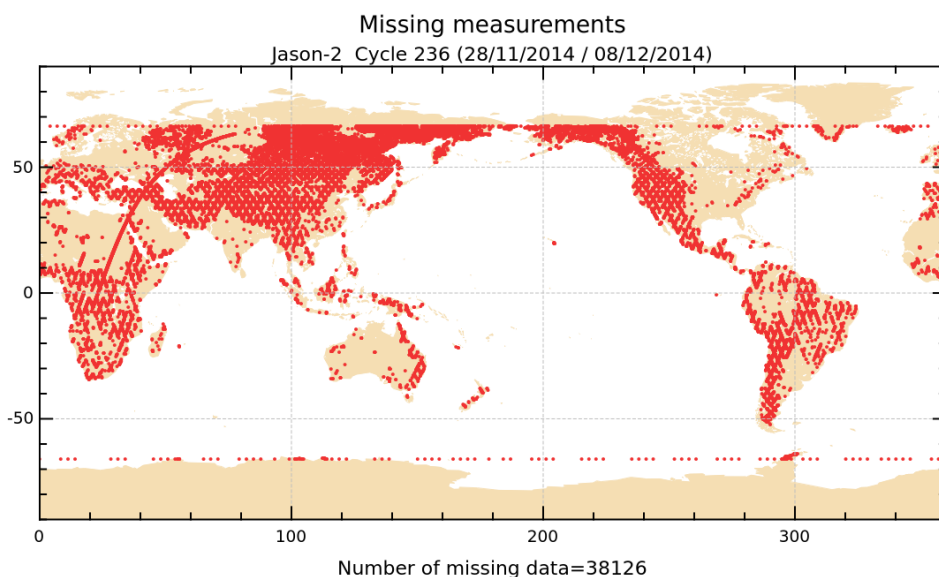 Missing measurements
Jason-2 Cycle 236 (28/11/2014 / 08/12/2014)
50
0
-50
0 100 200 300
Number of missing data=38126